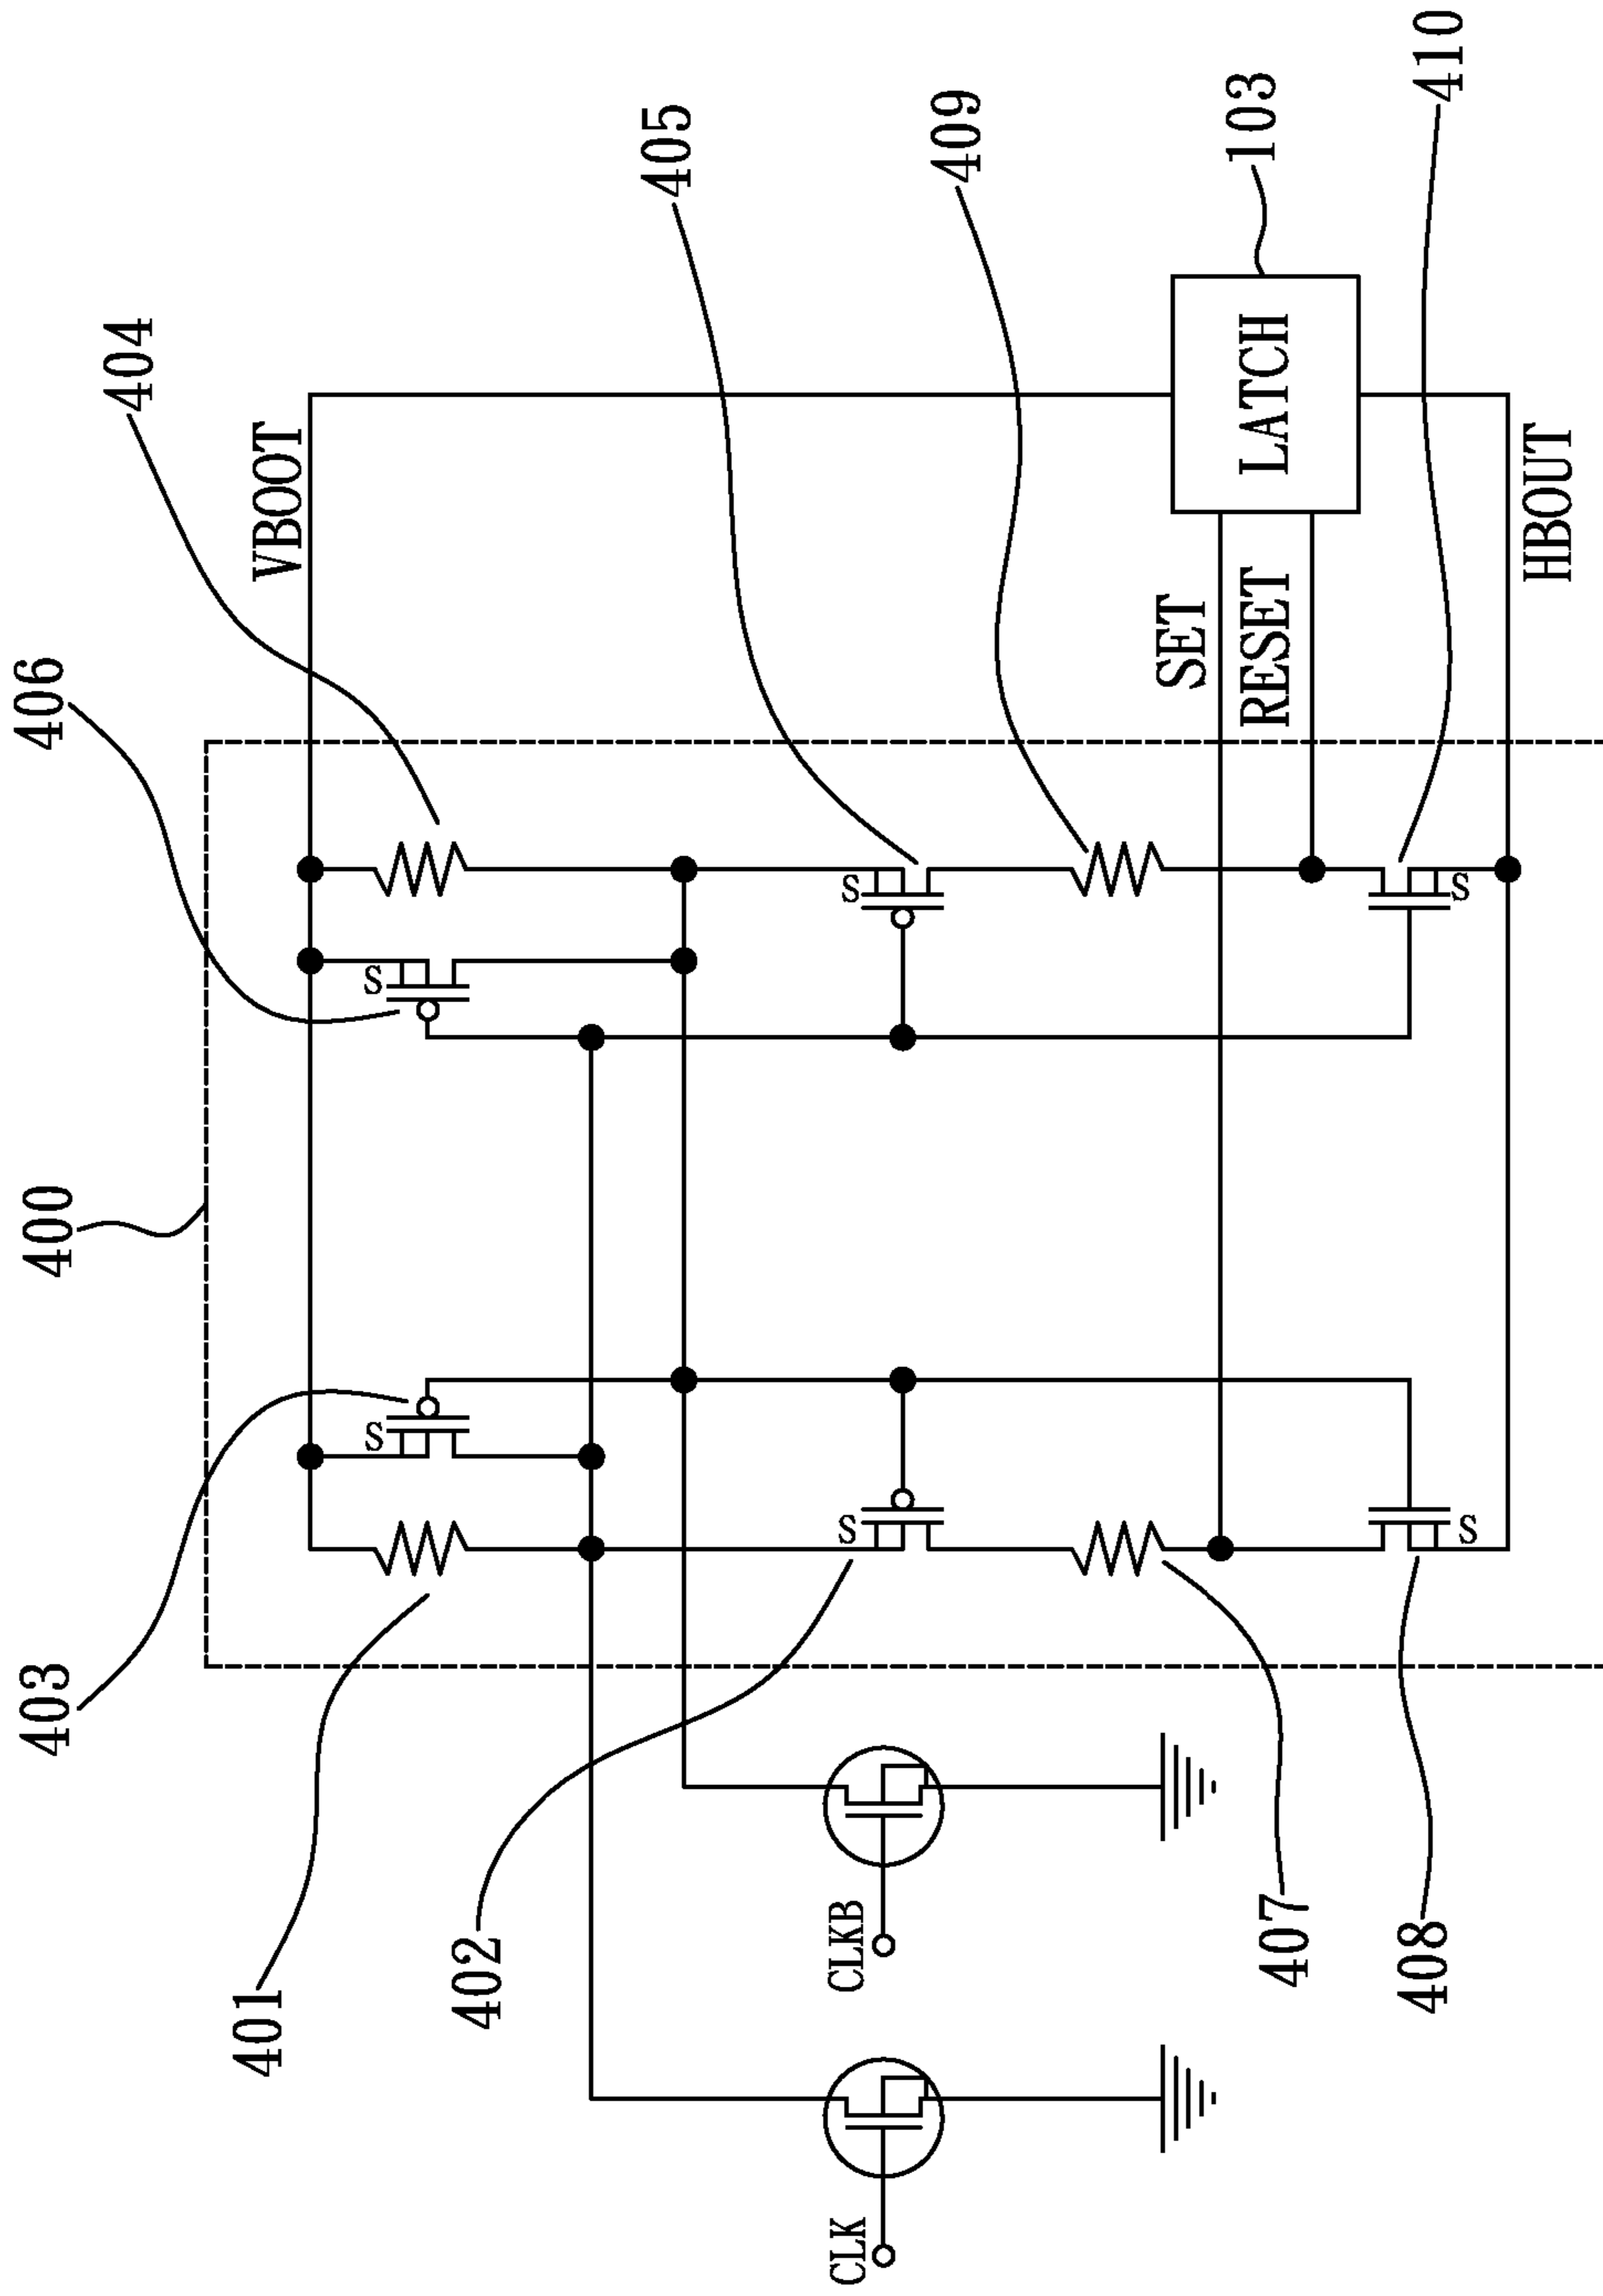 400
403
406
404
401
VBOOT
405
S
S
409
402
S
S
CLK
CLKB
SET
RESET
LATCH
103
407
408
S
S
HBOUT
410